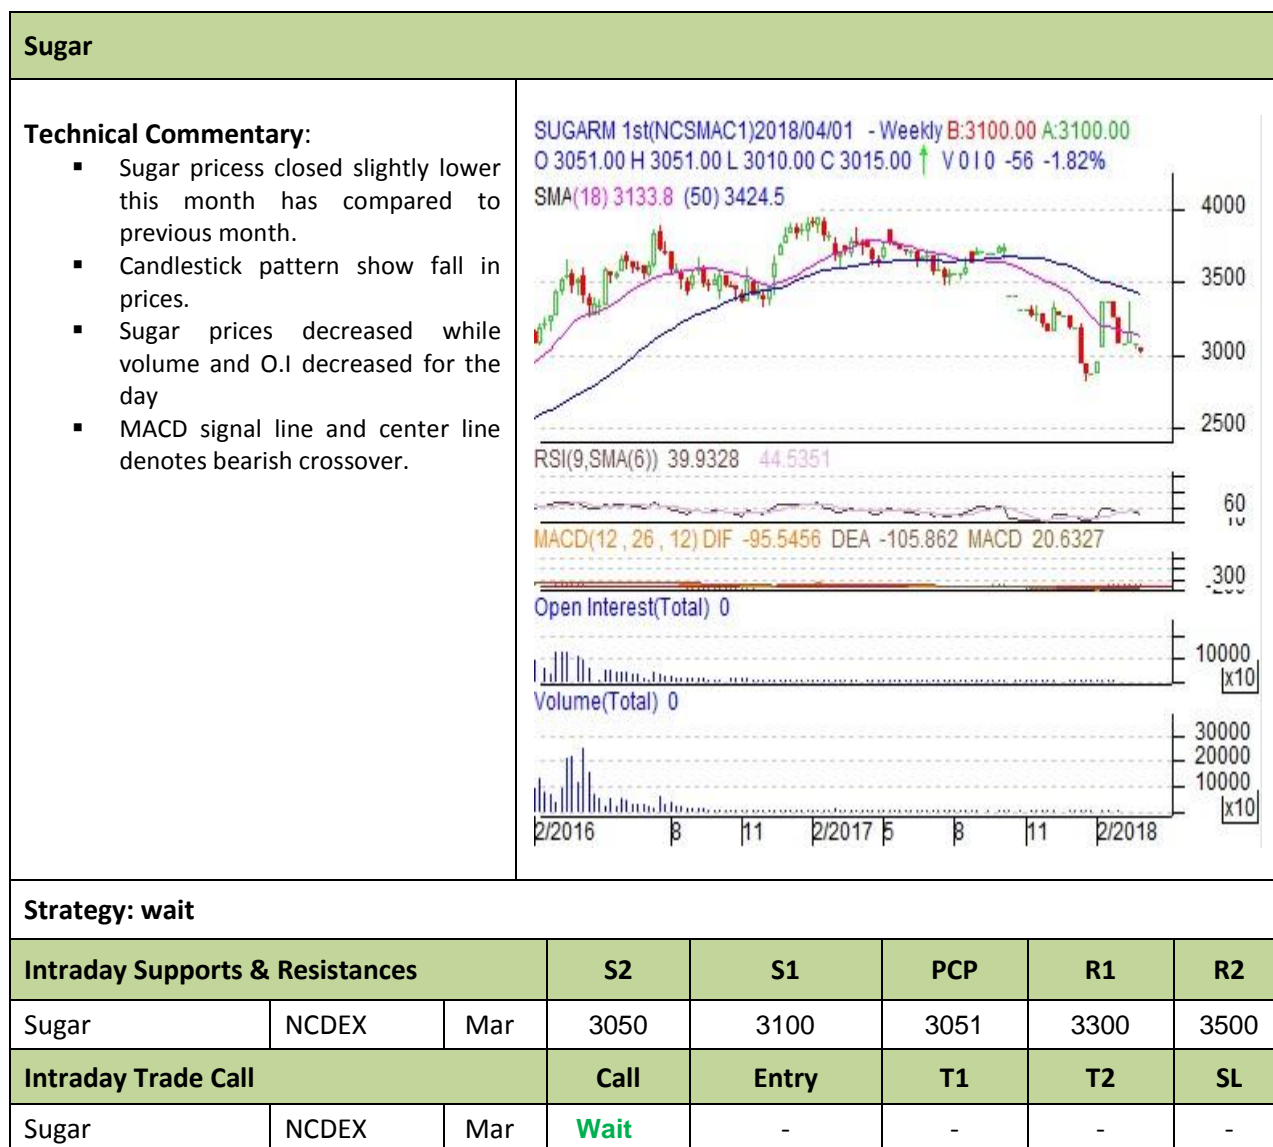 Sugar
Technical Commentary:
▪ Sugar pricess closed slightly lower
this month has compared to
previous month.
▪ Candlestick pattern show fall in
prices.
▪ Sugar prices decreased while
volume and O.I decreased for the
day
▪ MACD signal line and center line
denotes bearish crossover.
SUGARM 1st(NCSMAC1)2018/04/01 - Weekly B:3100.00 A:3100.00
O 3051.00 H 3051.00 L 3010.00 C 3015.00 ↑ V 0 I 0 -56 -1.82%
SMA(18) 3133.8 (50) 3424.5
4000
3500
3000
2500
RSI(9,SMA(6)) 39.9328 44.5351
60
MACD(12 , 26 , 12) DIF -95.5456 DEA -105.862 MACD 20.6327
300
Open Interest(Total) 0
10000
x10
Volume(Total) 0
30000
20000
10000
x10
2/2016 8 11 2/2017 5 8 11 2/2018
Strategy: wait
Intraday Supports & Resistances S2 S1 PCP R1 R2
Sugar NCDEX Mar 3050 3100 3051 3300 3500
Intraday Trade Call Call Entry T1 T2 SL
Sugar NCDEX Mar Wait - - - -